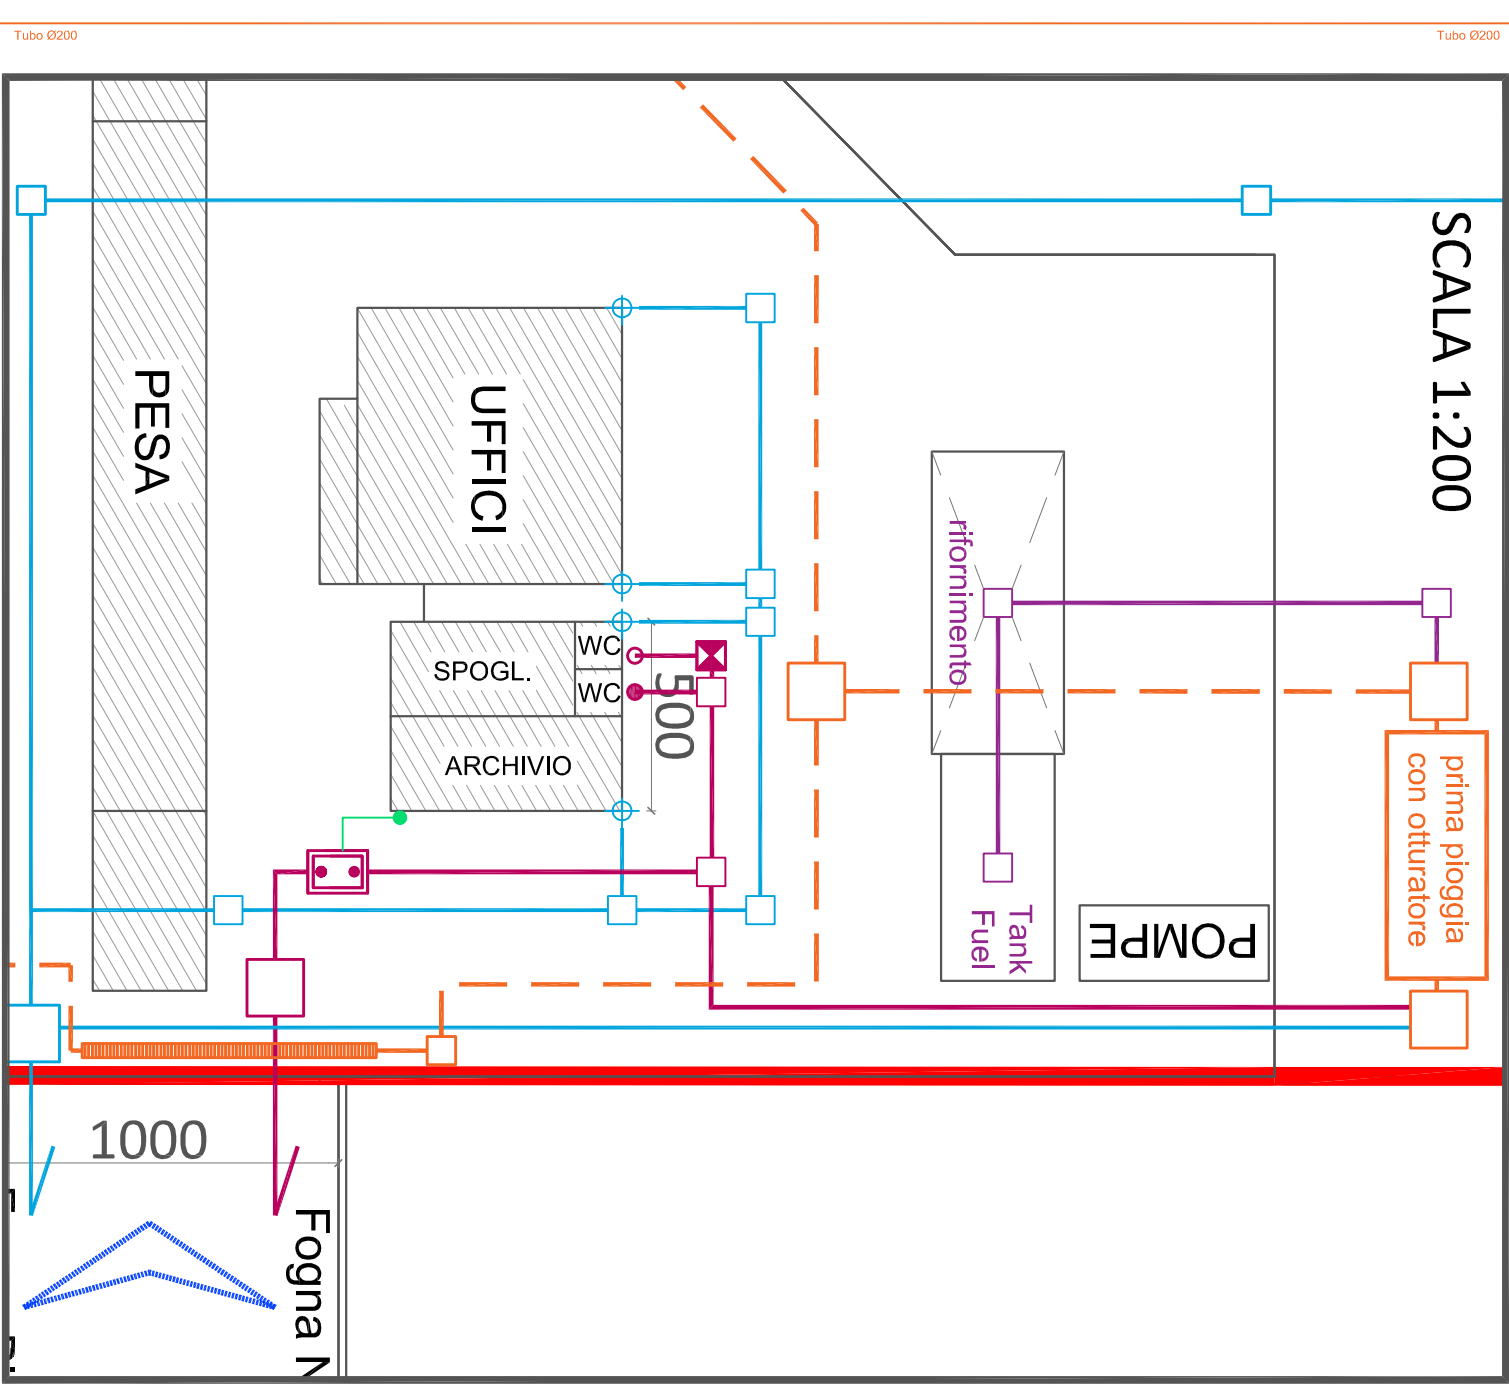 Tubo Ø200
Tubo Ø200
SCALA 1:200
PESA
UFFICI
rifornimento
WC
SPOGL.
WC
500
ARCHIVIO
prima pioggia
con otturatore
Tank
Fuel
POMPE
1000
Fogna N